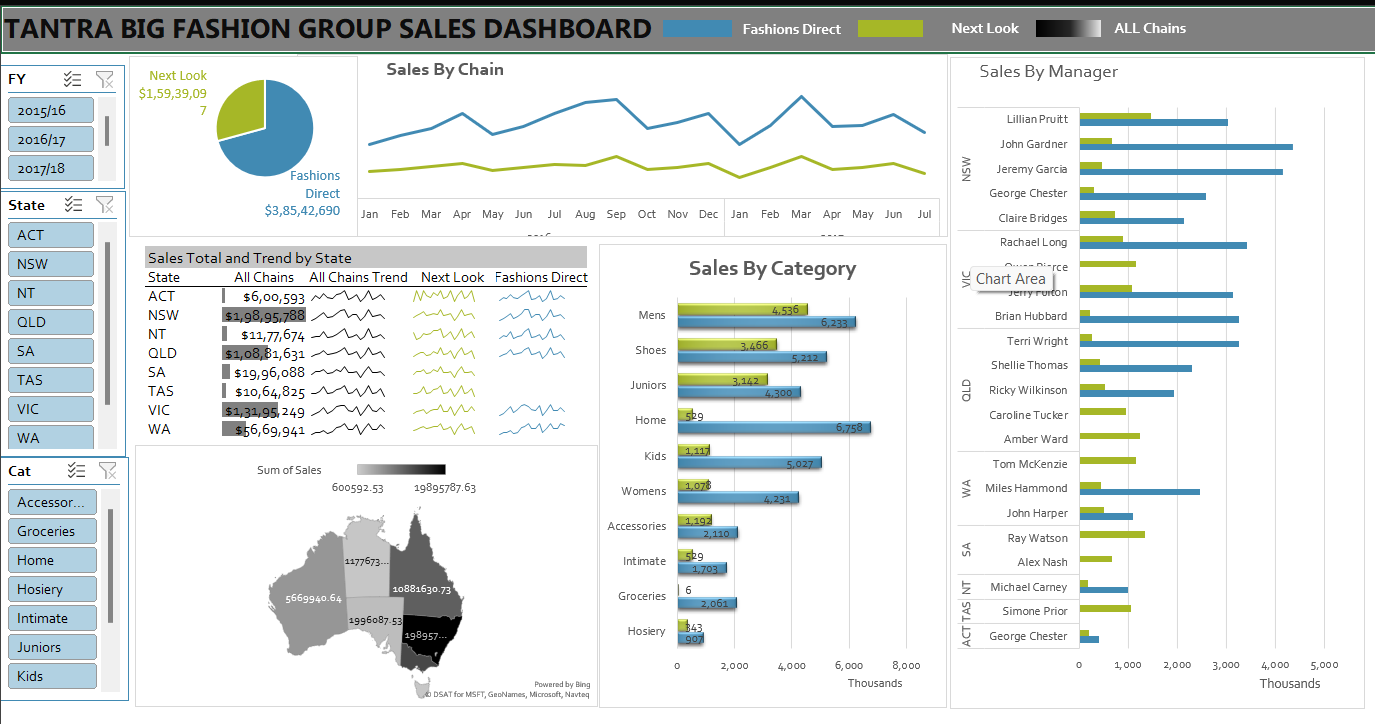 TANTRA BIG FASHION GROUP SALES DASHBOARD
Fashions Direct
Next Look
ALL Chains
FY
2015/16
2016/17
2017/18
State
ACT
NSW
NT
QLD
SA
TAS
VIC
WA
Cat
Accessor...
Groceries
Home
Hosiery
Intimate
Juniors
Kids
Next Look
$1,59,39,09
7
Fashions
Direct
$3,85,42,690
Sales By Chain
Jan Feb Mar Apr May Jun Jul Aug Sep Oct Nov Dec Jan Feb Mar Apr May Jun Jul
Sales Total and Trend by State
State All Chains All Chains Trend Next Look Fashions Direct
ACT $6,00,593
NSW $1,98,95,788
NT $11,77,674
QLD $1,08,81,631
SA $19,96,088
TAS $10,64,825
VIC $1,31,95,249
WA $56,69,941
Sum of Sales
600592.53 19895787.63
1177673...
10881630.73
5669940.64
1996087.53
198957...
Powered by Bing
© DSAT for MSFT, GeoNames, Microsoft, Navteq
Sales By Category
Mens 4,536 6,233
Shoes 3,466 5,212
Juniors 3,142 4,300
Home 529 6,758
Kids 1,117 5,027
Womens 1,078 4,231
Accessories 1,192 2,110
Intimate 529 1,703
Groceries 6 2,061
Hosiery 343 907
0 2,000 4,000 6,000 8,000
Thousands
Sales By Manager
NSW
Lillian Pruitt
John Gardner
Jeremy Garcia
George Chester
Claire Bridges
VIC
Rachael Long
Pierce
Chart Area
Jerry Fulton
Brian Hubbard
QLD
Terri Wright
Shellie Thomas
Ricky Wilkinson
Caroline Tucker
Amber Ward
WA
Tom McKenzie
Miles Hammond
John Harper
SA
Ray Watson
Alex Nash
NT
Michael Carney
TAS
Simone Prior
ACT
George Chester
0 1,000 2,000 3,000 4,000 5,000
Thousands